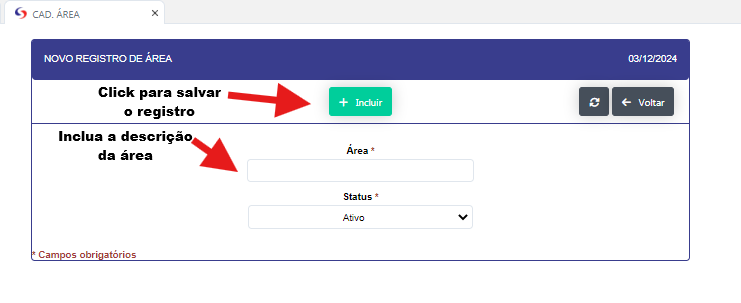 CAD. ÁREA
NOVO REGISTRO DE ÁREA 03/12/2024
Click para salvar
o registro
Incluir
Voltar
Inclua a descrição
da área
Área *
Status *
Ativo
* Campos obrigatórios